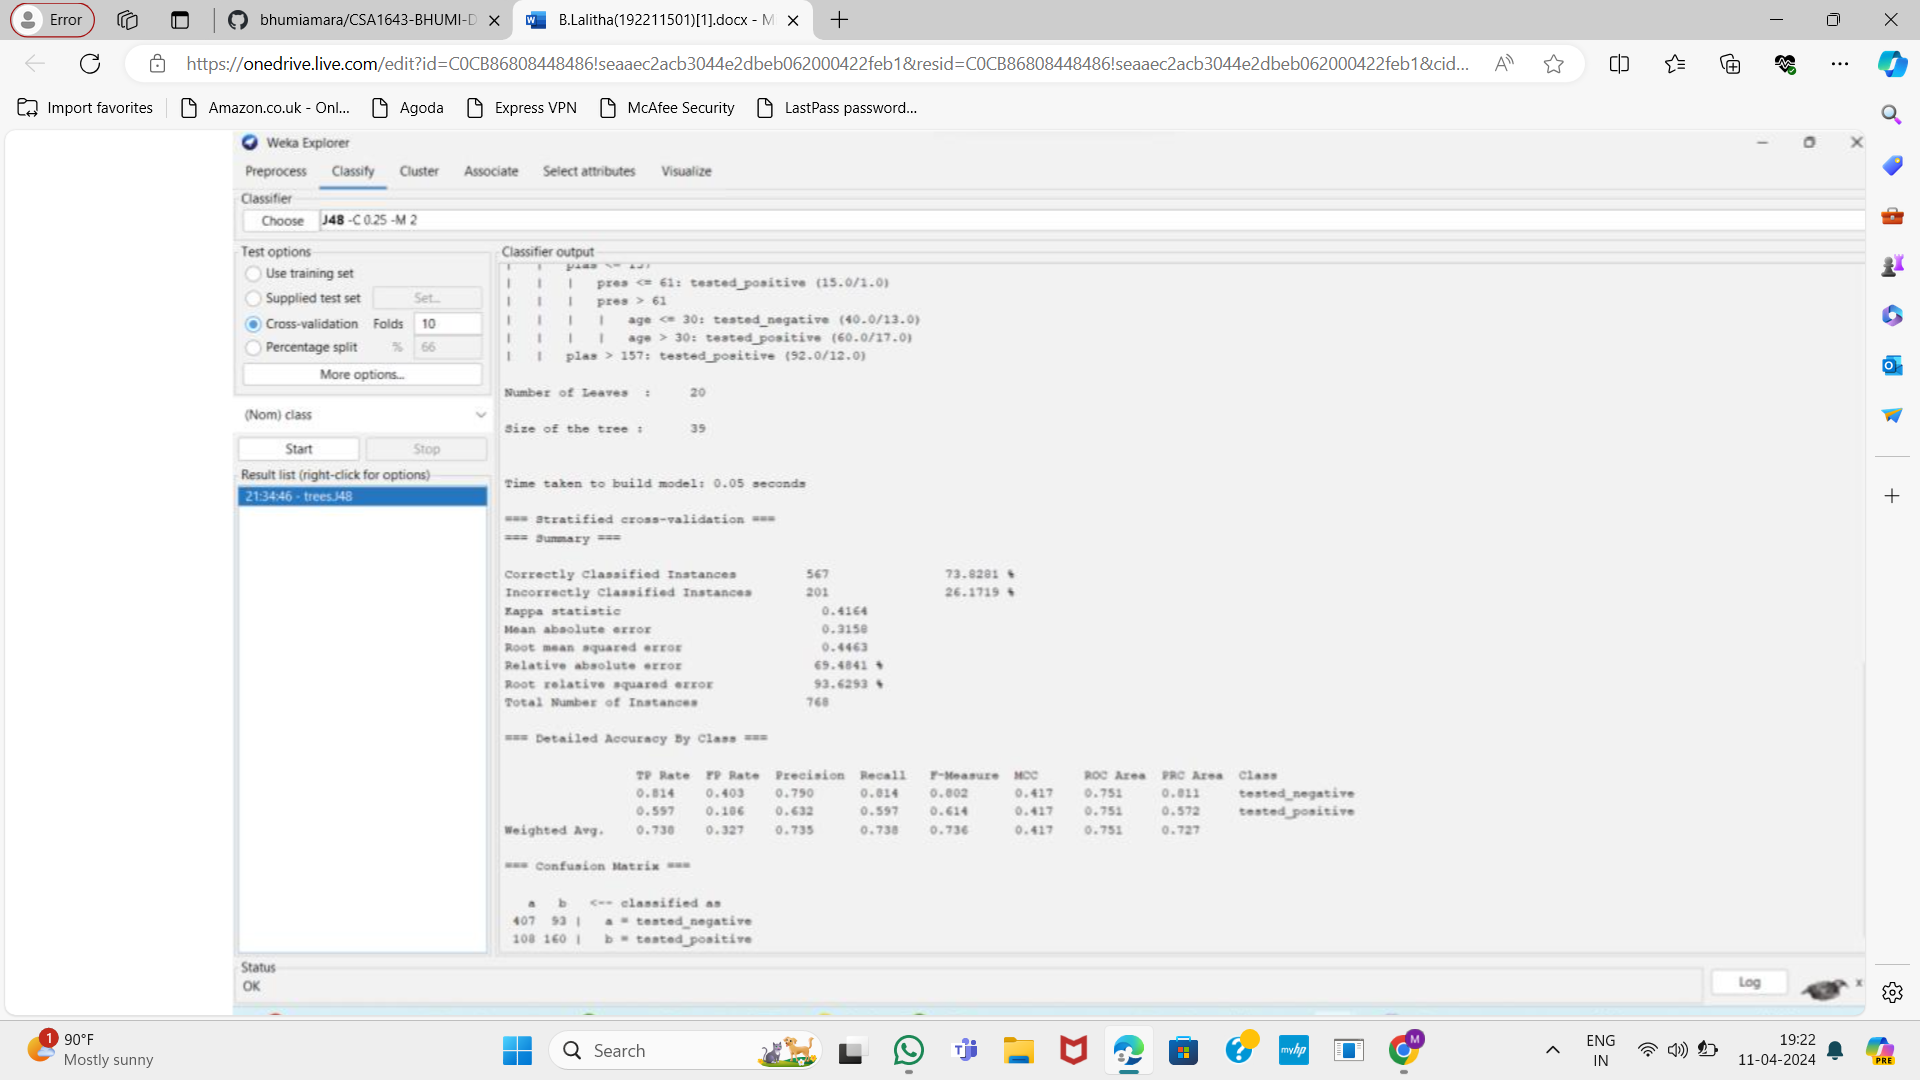 Error
bhumiamara/CSA1643-BHUMI-D
B.Lalitha(192211501)[1].docx - M
https://onedrive.live.com/edit?id=C0CB86808448486!seaaec2acb3044e2dbeb062000422feb1&resid=C0CB86808448486!seaaec2acb3044e2dbeb062000422feb1&cid...
Import favorites
Amazon.co.uk - Onl...
Agoda
Express VPN
McAfee Security
LastPass password...
Weka Explorer
Preprocess Classify Cluster Associate Select attributes Visualize
Classifier
Choose J48 -C 0.25 -M 2
Test options
Use training set
Supplied test set Set...
Cross-validation Folds 10
Percentage split % 66
More options...
(Nom) class
Start Stop
Result list (right-click for options)
21:34:46 - trees.J48
Classifier output
| | plas <= 157
| | | pres <= 61: tested_positive (15.0/1.0)
| | | pres > 61
| | | | age <= 30: tested_negative (40.0/13.0)
| | | | age > 30: tested_positive (60.0/17.0)
| | plas > 157: tested_positive (92.0/12.0)
Number of Leaves : 20
Size of the tree : 39
Time taken to build model: 0.05 seconds
=== Stratified cross-validation ===
=== Summary ===
Correctly Classified Instances 567 73.8281 %
Incorrectly Classified Instances 201 26.1719 %
Kappa statistic 0.4164
Mean absolute error 0.3158
Root mean squared error 0.4463
Relative absolute error 69.4841 %
Root relative squared error 93.6293 %
Total Number of Instances 768
=== Detailed Accuracy By Class ===
TP Rate FP Rate Precision Recall F-Measure MCC ROC Area PRC Area Class
0.814 0.403 0.790 0.814 0.802 0.417 0.751 0.811 tested_negative
0.597 0.186 0.632 0.597 0.614 0.417 0.751 0.572 tested_positive
Weighted Avg. 0.738 0.327 0.735 0.738 0.736 0.417 0.751 0.727
=== Confusion Matrix ===
a b <-- classified as
407 93 | a = tested_negative
108 160 | b = tested_positive
Status
OK
Log
x
1
90°F
Mostly sunny
Search
myhp
M
ENG
IN
19:22
11-04-2024
PRE